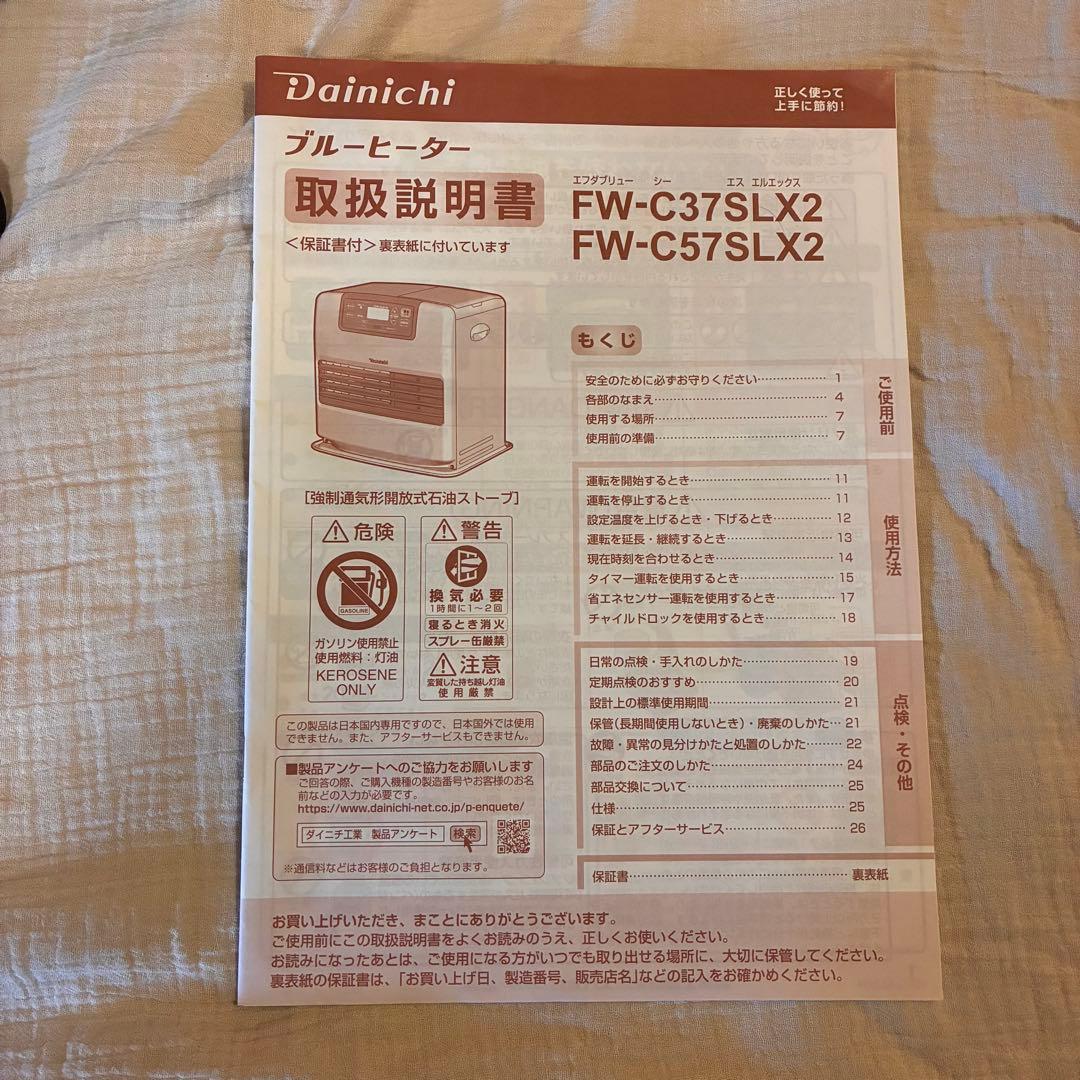 Dainichi
正しく使って
上手に節約！
ブルーヒーター
取扱説明書
＜保証書付＞裏表紙に付いています
エフダブリュー シー エス エルエックス
FW-C37SLX2
FW-C57SLX2
Dainichi
［強制通気形開放式石油ストーブ］
危険
GASOLINE
ガソリン使用禁止
使用燃料：灯油
KEROSENE
ONLY
警告
換気必要
1時間に1～2回
寝るとき消火
スプレー缶厳禁
注意
変質した持ち越し灯油
使用厳禁
この製品は日本国内専用ですので、日本国外では使用
できません。また、アフターサービスもできません。
■製品アンケートへのご協力をお願いします
ご回答の際、ご購入機種の製造番号やお客様のお名
前などの入力が必要です。
https://www.dainichi-net.co.jp/p-enquete/
ダイニチ工業 製品アンケート 検索
※通信料などはお客様のご負担となります。
もくじ
ご使用前
安全のために必ずお守りください………………1
各部のなまえ………………4
使用する場所………………7
使用前の準備………………7
使用方法
運転を開始するとき………………11
運転を停止するとき………………11
設定温度を上げるとき・下げるとき…………12
運転を延長・継続するとき………………13
現在時刻を合わせるとき………………14
タイマー運転を使用するとき………………15
省エネセンサー運転を使用するとき…………17
チャイルドロックを使用するとき…………18
点検・その他
日常の点検・手入れのしかた………………19
定期点検のおすすめ………………20
設計上の標準使用期間………………21
保管（長期間使用しないとき）・廃棄のしかた…21
故障・異常の見分けかたと処置のしかた………22
部品のご注文のしかた………………24
部品交換について………………25
仕様………………25
保証とアフターサービス………………26
保証書………………裏表紙
お買い上げいただき、まことにありがとうございます。
ご使用前にこの取扱説明書をよくお読みのうえ、正しくお使いください。
お読みになったあとは、ご使用になる方がいつでも取り出せる場所に、大切に保管してください。
裏表紙の保証書は、「お買い上げ日、製造番号、販売店名」などの記入をお確かめください。